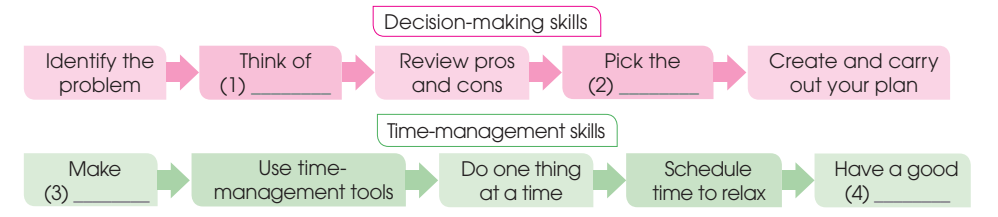 Decision-making skills
Identify the
problem
Think of
(1) ________
Review pros
and cons
Pick the
(2) ________
Create and carry
out your plan
Time-management skills
Make
(3) ________
Use time-
management tools
Do one thing
at a time
Schedule
time to relax
Have a good
(4) ________